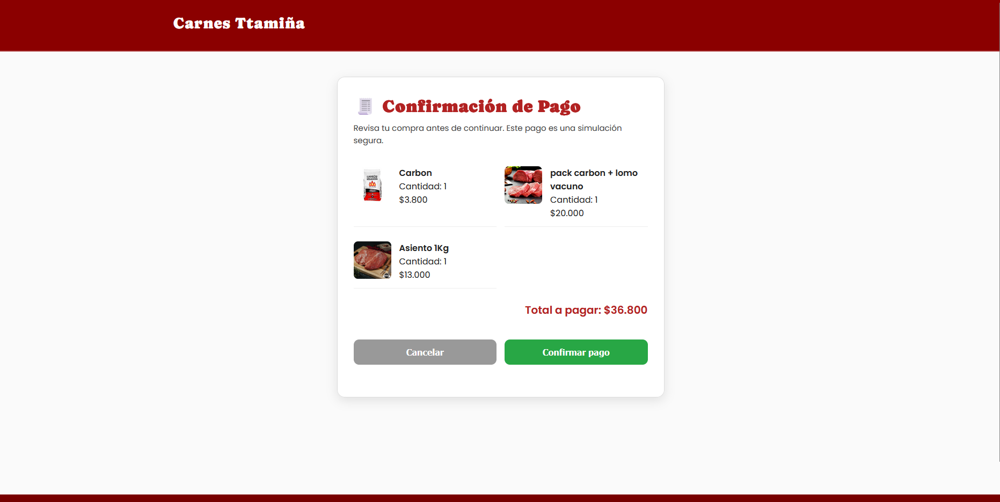 Carnes Ttamiña
Confirmación de Pago
Revisa tu compra antes de continuar. Este pago es una simulación
segura.
Carbon
Cantidad: 1
$3.800
pack carbon + lomo
vacuno
Cantidad: 1
$20.000
Asiento 1Kg
Cantidad: 1
$13.000
Total a pagar: $36.800
Cancelar
Confirmar pago